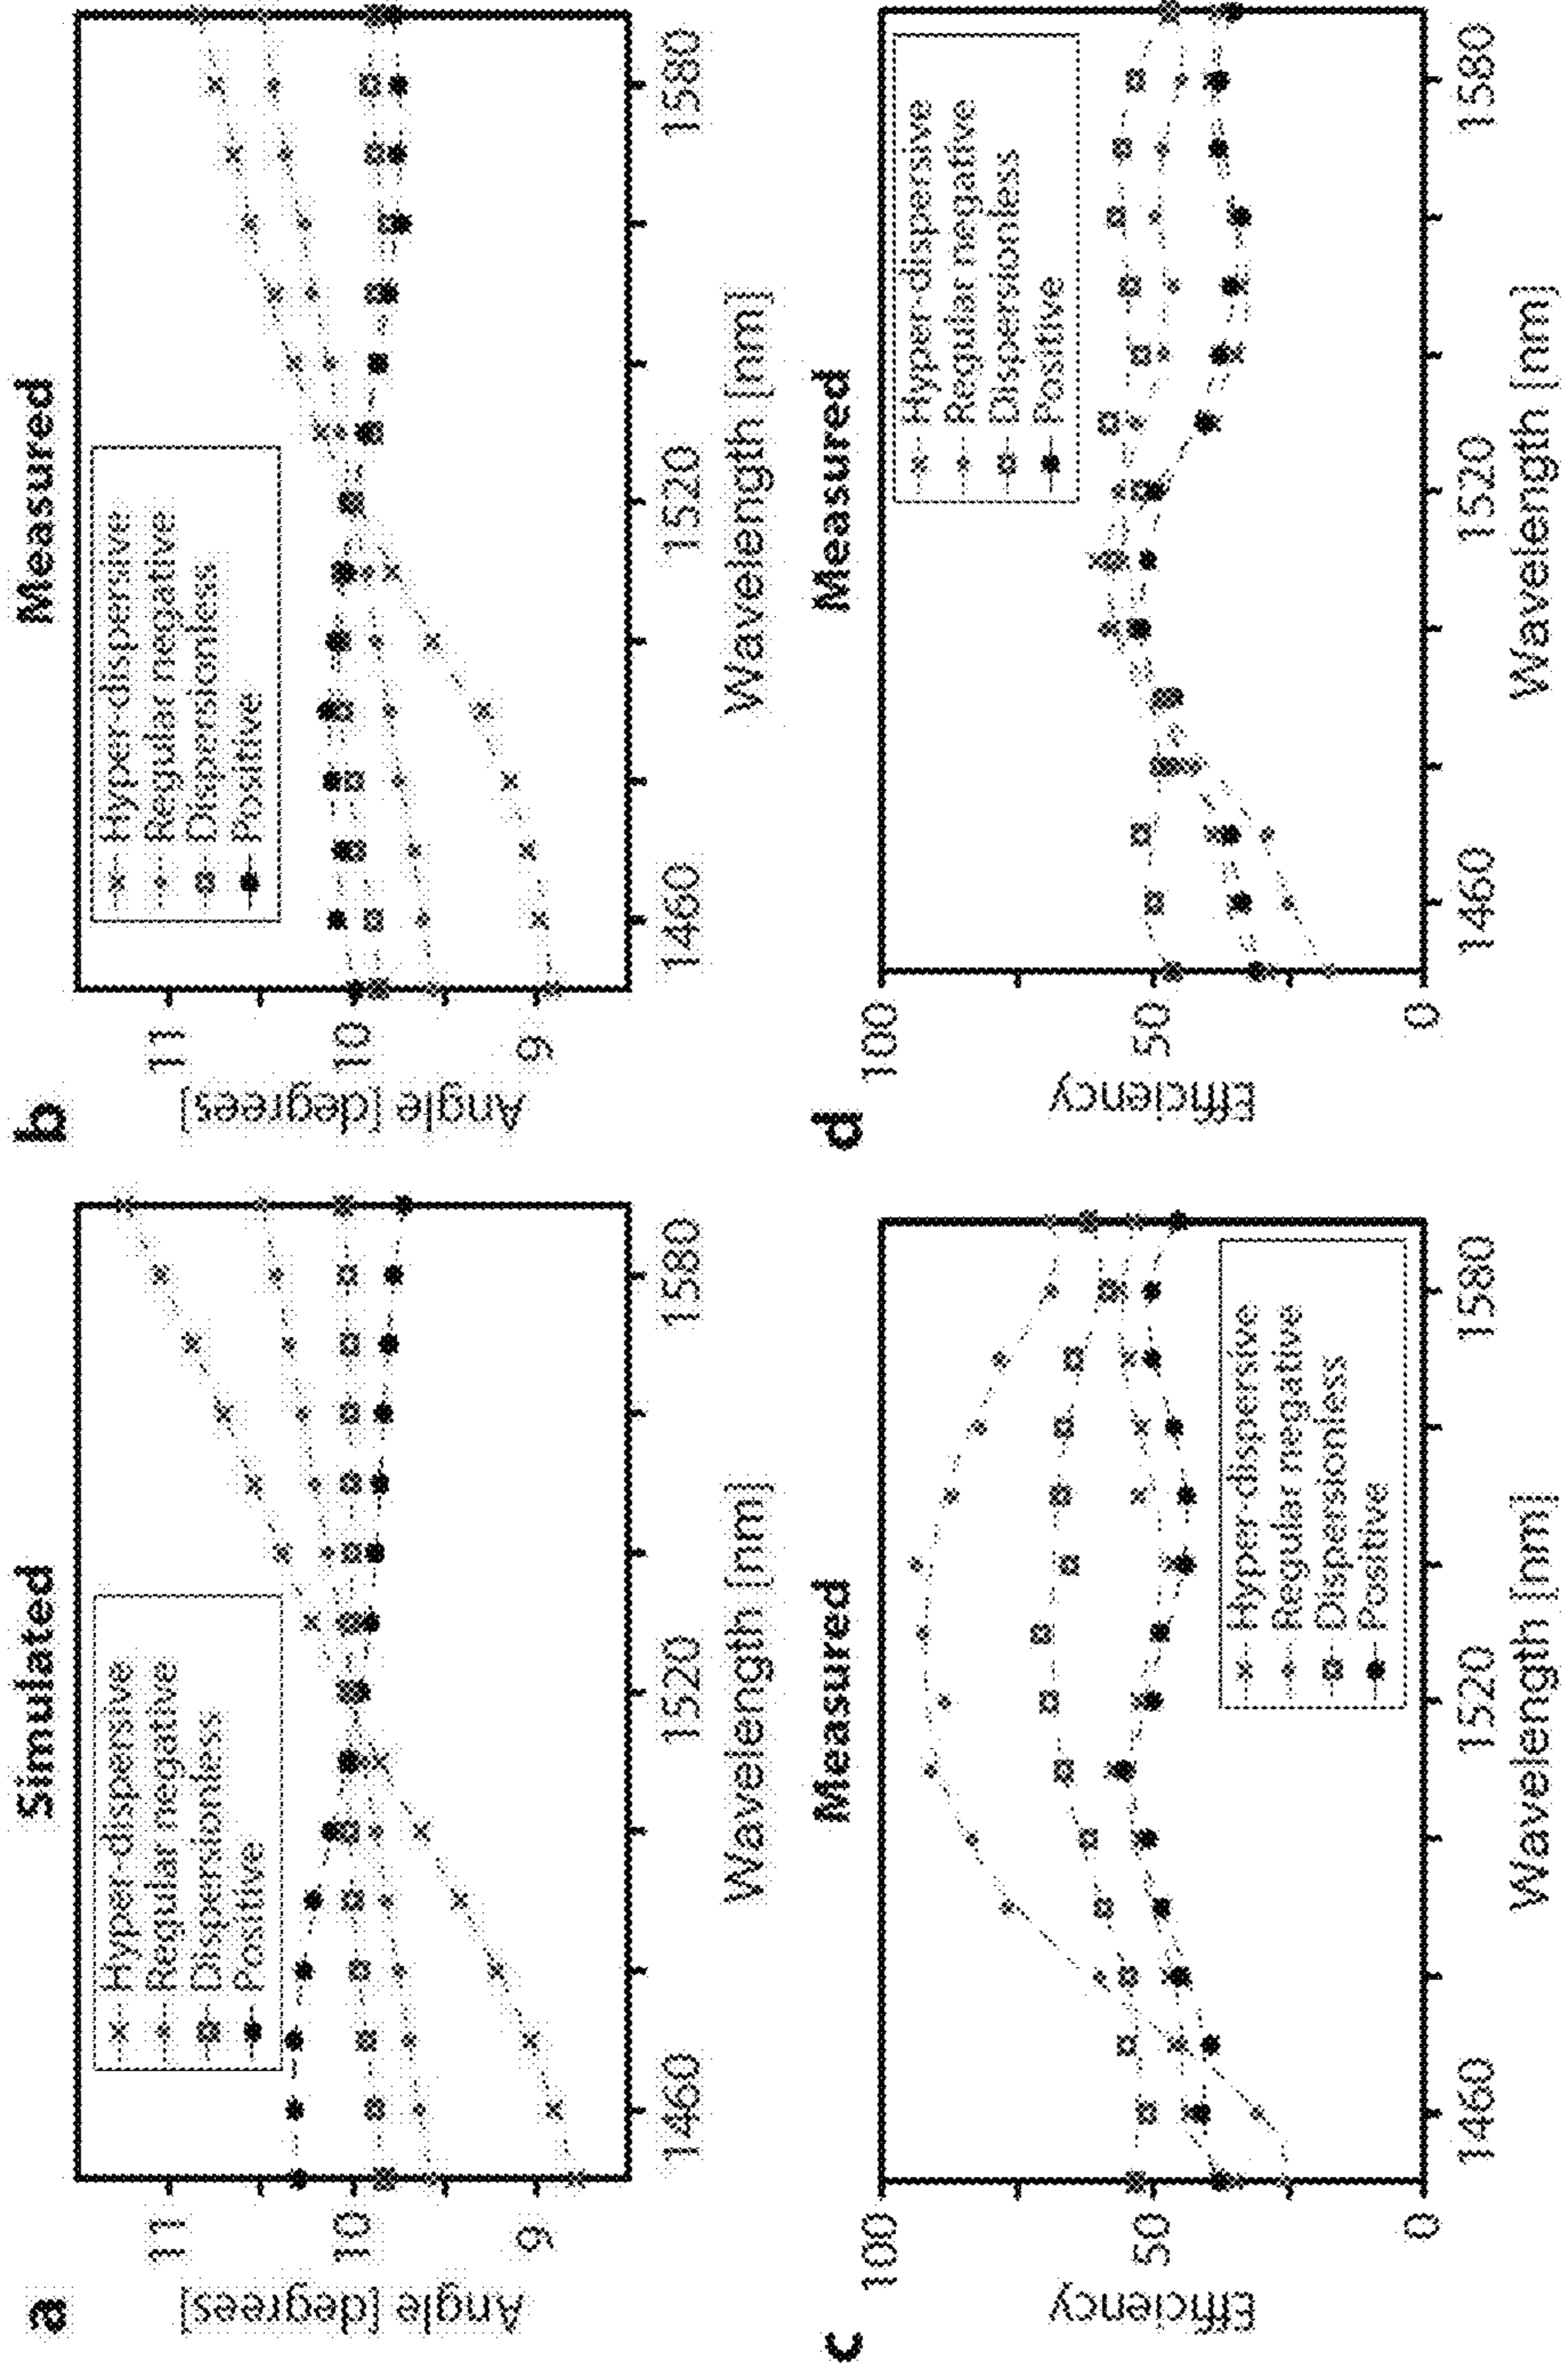 a
Simulated
Hyper-dispersive
Regular negative
Dispersionless
Positive
Angle [degrees]
11
10
9
1460
1520
1580
Wavelength [nm]
b
Measured
Hyper-dispersive
Regular negative
Dispersionless
Positive
Angle [degrees]
11
10
9
1460
1520
1580
Wavelength [nm]
c
Measured
Hyper-dispersive
Regular negative
Dispersionless
Positive
Efficiency
100
50
0
1460
1520
1580
Wavelength [nm]
d
Measured
Hyper-dispersive
Regular negative
Dispersionless
Positive
Efficiency
100
50
0
1460
1520
1580
Wavelength [nm]